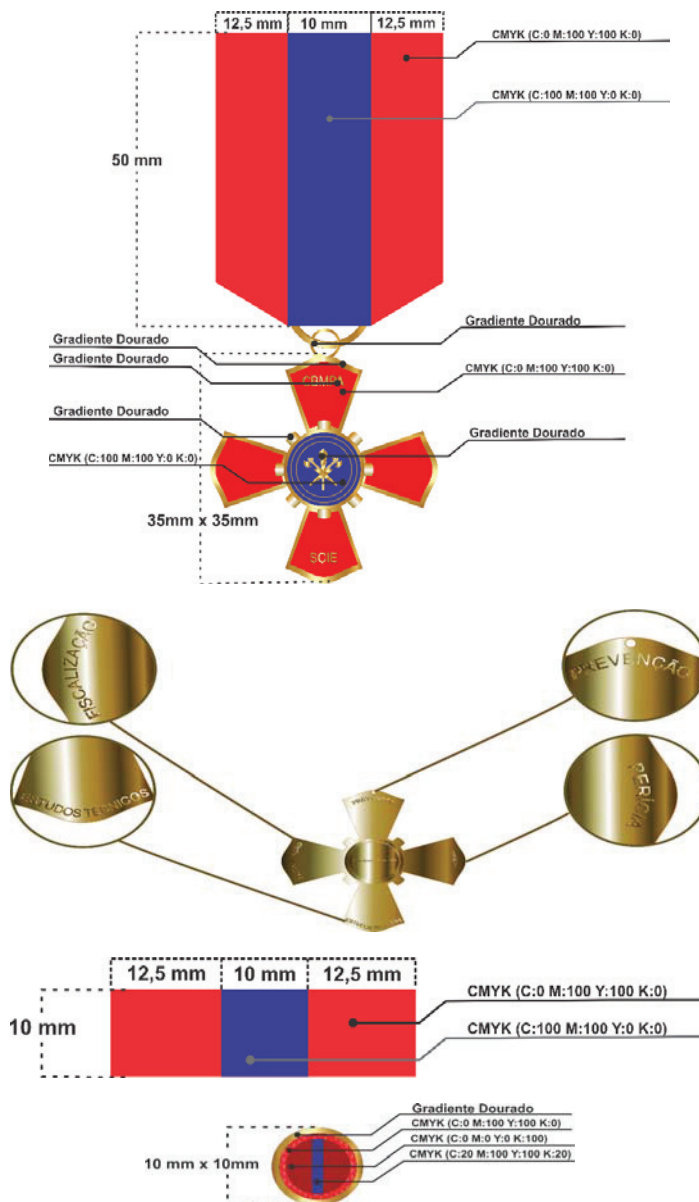 12,5 mm 10 mm 12,5 mm
CMYK (C:0 M:100 Y:100 K:0)
CMYK (C:100 M:100 Y:0 K:0)
50 mm
Gradiente Dourado
Gradiente Dourado
Gradiente Dourado
CBMPA
CMYK (C:0 M:100 Y:100 K:0)
Gradiente Dourado
Gradiente Dourado
CMYK (C:100 M:100 Y:0 K:0)
35mm x 35mm
SCIE
FISCALIZAÇÃO
PREVENÇÃO
ESTUDOS TÉCNICOS
PERÍCIA
12,5 mm 10 mm 12,5 mm
10 mm
CMYK (C:0 M:100 Y:100 K:0)
CMYK (C:100 M:100 Y:0 K:0)
Gradiente Dourado
CMYK (C:0 M:100 Y:100 K:0)
CMYK (C:0 M:0 Y:0 K:100)
CMYK (C:20 M:100 Y:100 K:20)
10 mm x 10mm